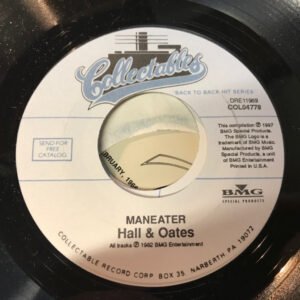 Collectables
BACK TO BACK HIT SERIES
DRE11969
COL04778
SEND FOR
FREE
CATALOG
This compilation ℗ 1997
BMG Special Products.
The BMG Logo is a
trademark of BMG Music.
Manufactured by BMG
Special Products, a unit
of BMG Entertainment
Printed in U.S.A.
MANEATER
Hall & Oates
All tracks ℗ 1982 BMG Entertainment
BMG
SPECIAL PRODUCTS
COLLECTABLE RECORD CORP BOX 35 NARBERTH PA 19072